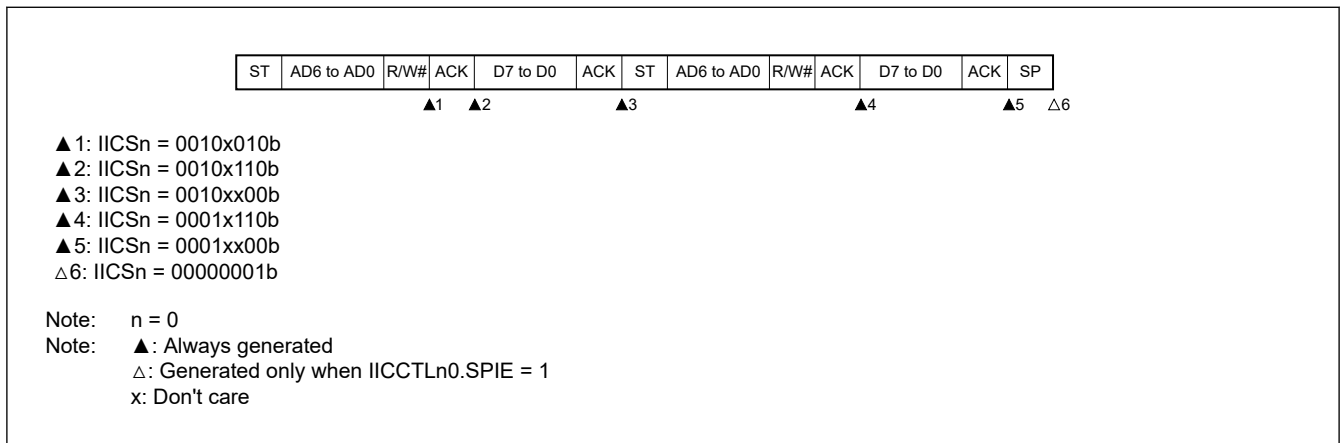 ST AD6 to AD0 R/W# ACK D7 to D0 ACK ST AD6 to AD0 R/W# ACK D7 to D0 ACK SP
▲1 ▲2 ▲3 ▲4 ▲5 △6
▲1: IICSn = 0010x010b
▲2: IICSn = 0010x110b
▲3: IICSn = 0010xx00b
▲4: IICSn = 0001x110b
▲5: IICSn = 0001xx00b
△6: IICSn = 00000001b
Note: n = 0
Note: ▲: Always generated
△: Generated only when IICCTLn0.SPIE = 1
x: Don't care